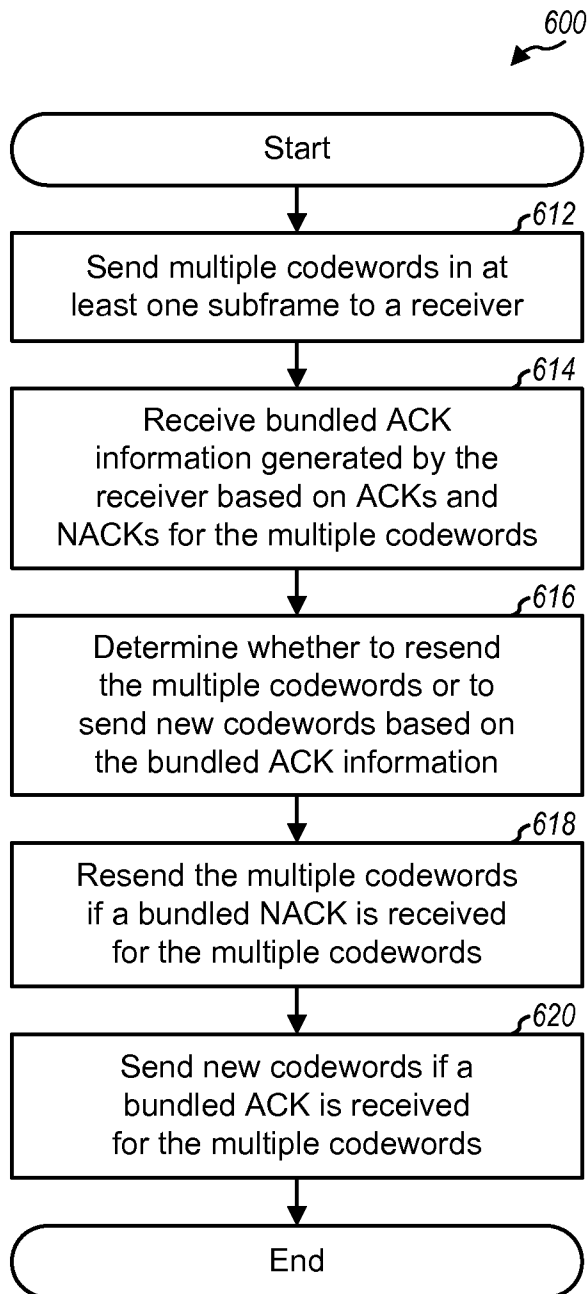 600
Start
612
Send multiple codewords in at
least one subframe to a receiver
614
Receive bundled ACK
information generated by the
receiver based on ACKs and
NACKs for the multiple codewords
616
Determine whether to resend
the multiple codewords or to
send new codewords based on
the bundled ACK information
618
Resend the multiple codewords
if a bundled NACK is received
for the multiple codewords
620
Send new codewords if a
bundled ACK is received
for the multiple codewords
End